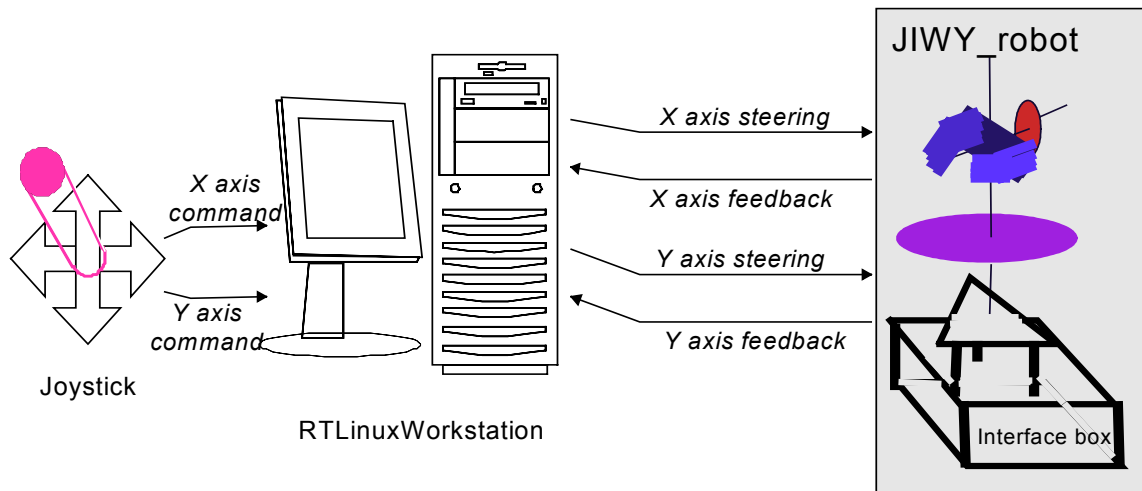 JIWY_robot
X axis steering
X axis
command
X axis feedback
Y axis steering
Y axis
command
Y axis feedback
Joystick
RTLinuxWorkstation
Interface box